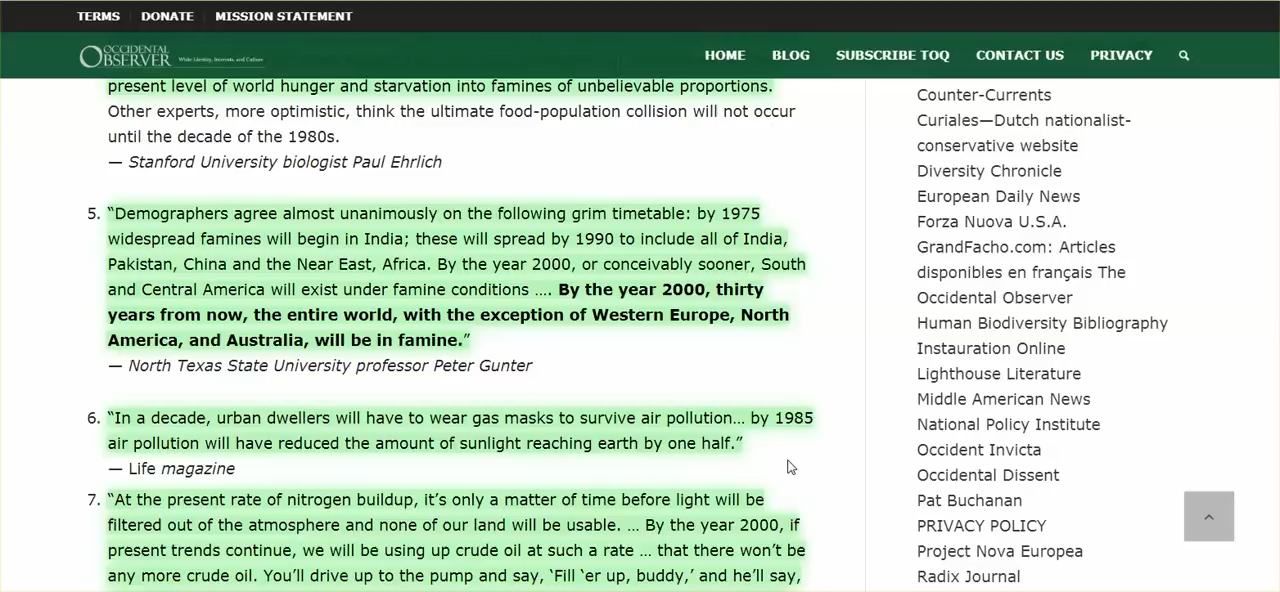 TERMS DONATE MISSION STATEMENT
OCCIDENTAL
OBSERVER White Identity, Interests, and Culture
HOME BLOG SUBSCRIBE TOQ CONTACT US PRIVACY
present level of world hunger and starvation into famines of unbelievable proportions.
Other experts, more optimistic, think the ultimate food-population collision will not occur
until the decade of the 1980s.
— Stanford University biologist Paul Ehrlich
5. “Demographers agree almost unanimously on the following grim timetable: by 1975
widespread famines will begin in India; these will spread by 1990 to include all of India,
Pakistan, China and the Near East, Africa. By the year 2000, or conceivably sooner, South
and Central America will exist under famine conditions .... By the year 2000, thirty
years from now, the entire world, with the exception of Western Europe, North
America, and Australia, will be in famine.”
— North Texas State University professor Peter Gunter
6. “In a decade, urban dwellers will have to wear gas masks to survive air pollution… by 1985
air pollution will have reduced the amount of sunlight reaching earth by one half.”
— Life magazine
7. “At the present rate of nitrogen buildup, it’s only a matter of time before light will be
filtered out of the atmosphere and none of our land will be usable. … By the year 2000, if
present trends continue, we will be using up crude oil at such a rate … that there won’t be
any more crude oil. You’ll drive up to the pump and say, ‘Fill ‘er up, buddy,’ and he’ll say,
Counter-Currents
Curiales—Dutch nationalist-
conservative website
Diversity Chronicle
European Daily News
Forza Nuova U.S.A.
GrandFacho.com: Articles
disponibles en français The
Occidental Observer
Human Biodiversity Bibliography
Instauration Online
Lighthouse Literature
Middle American News
National Policy Institute
Occident Invicta
Occidental Dissent
Pat Buchanan
PRIVACY POLICY
Project Nova Europea
Radix Journal